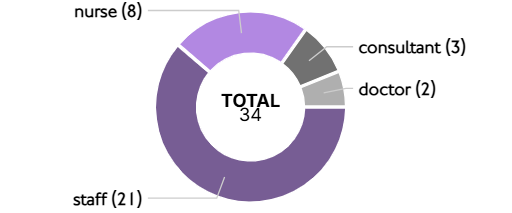 nurse (8)
consultant (3)
doctor (2)
TOTAL
34
staff (21)